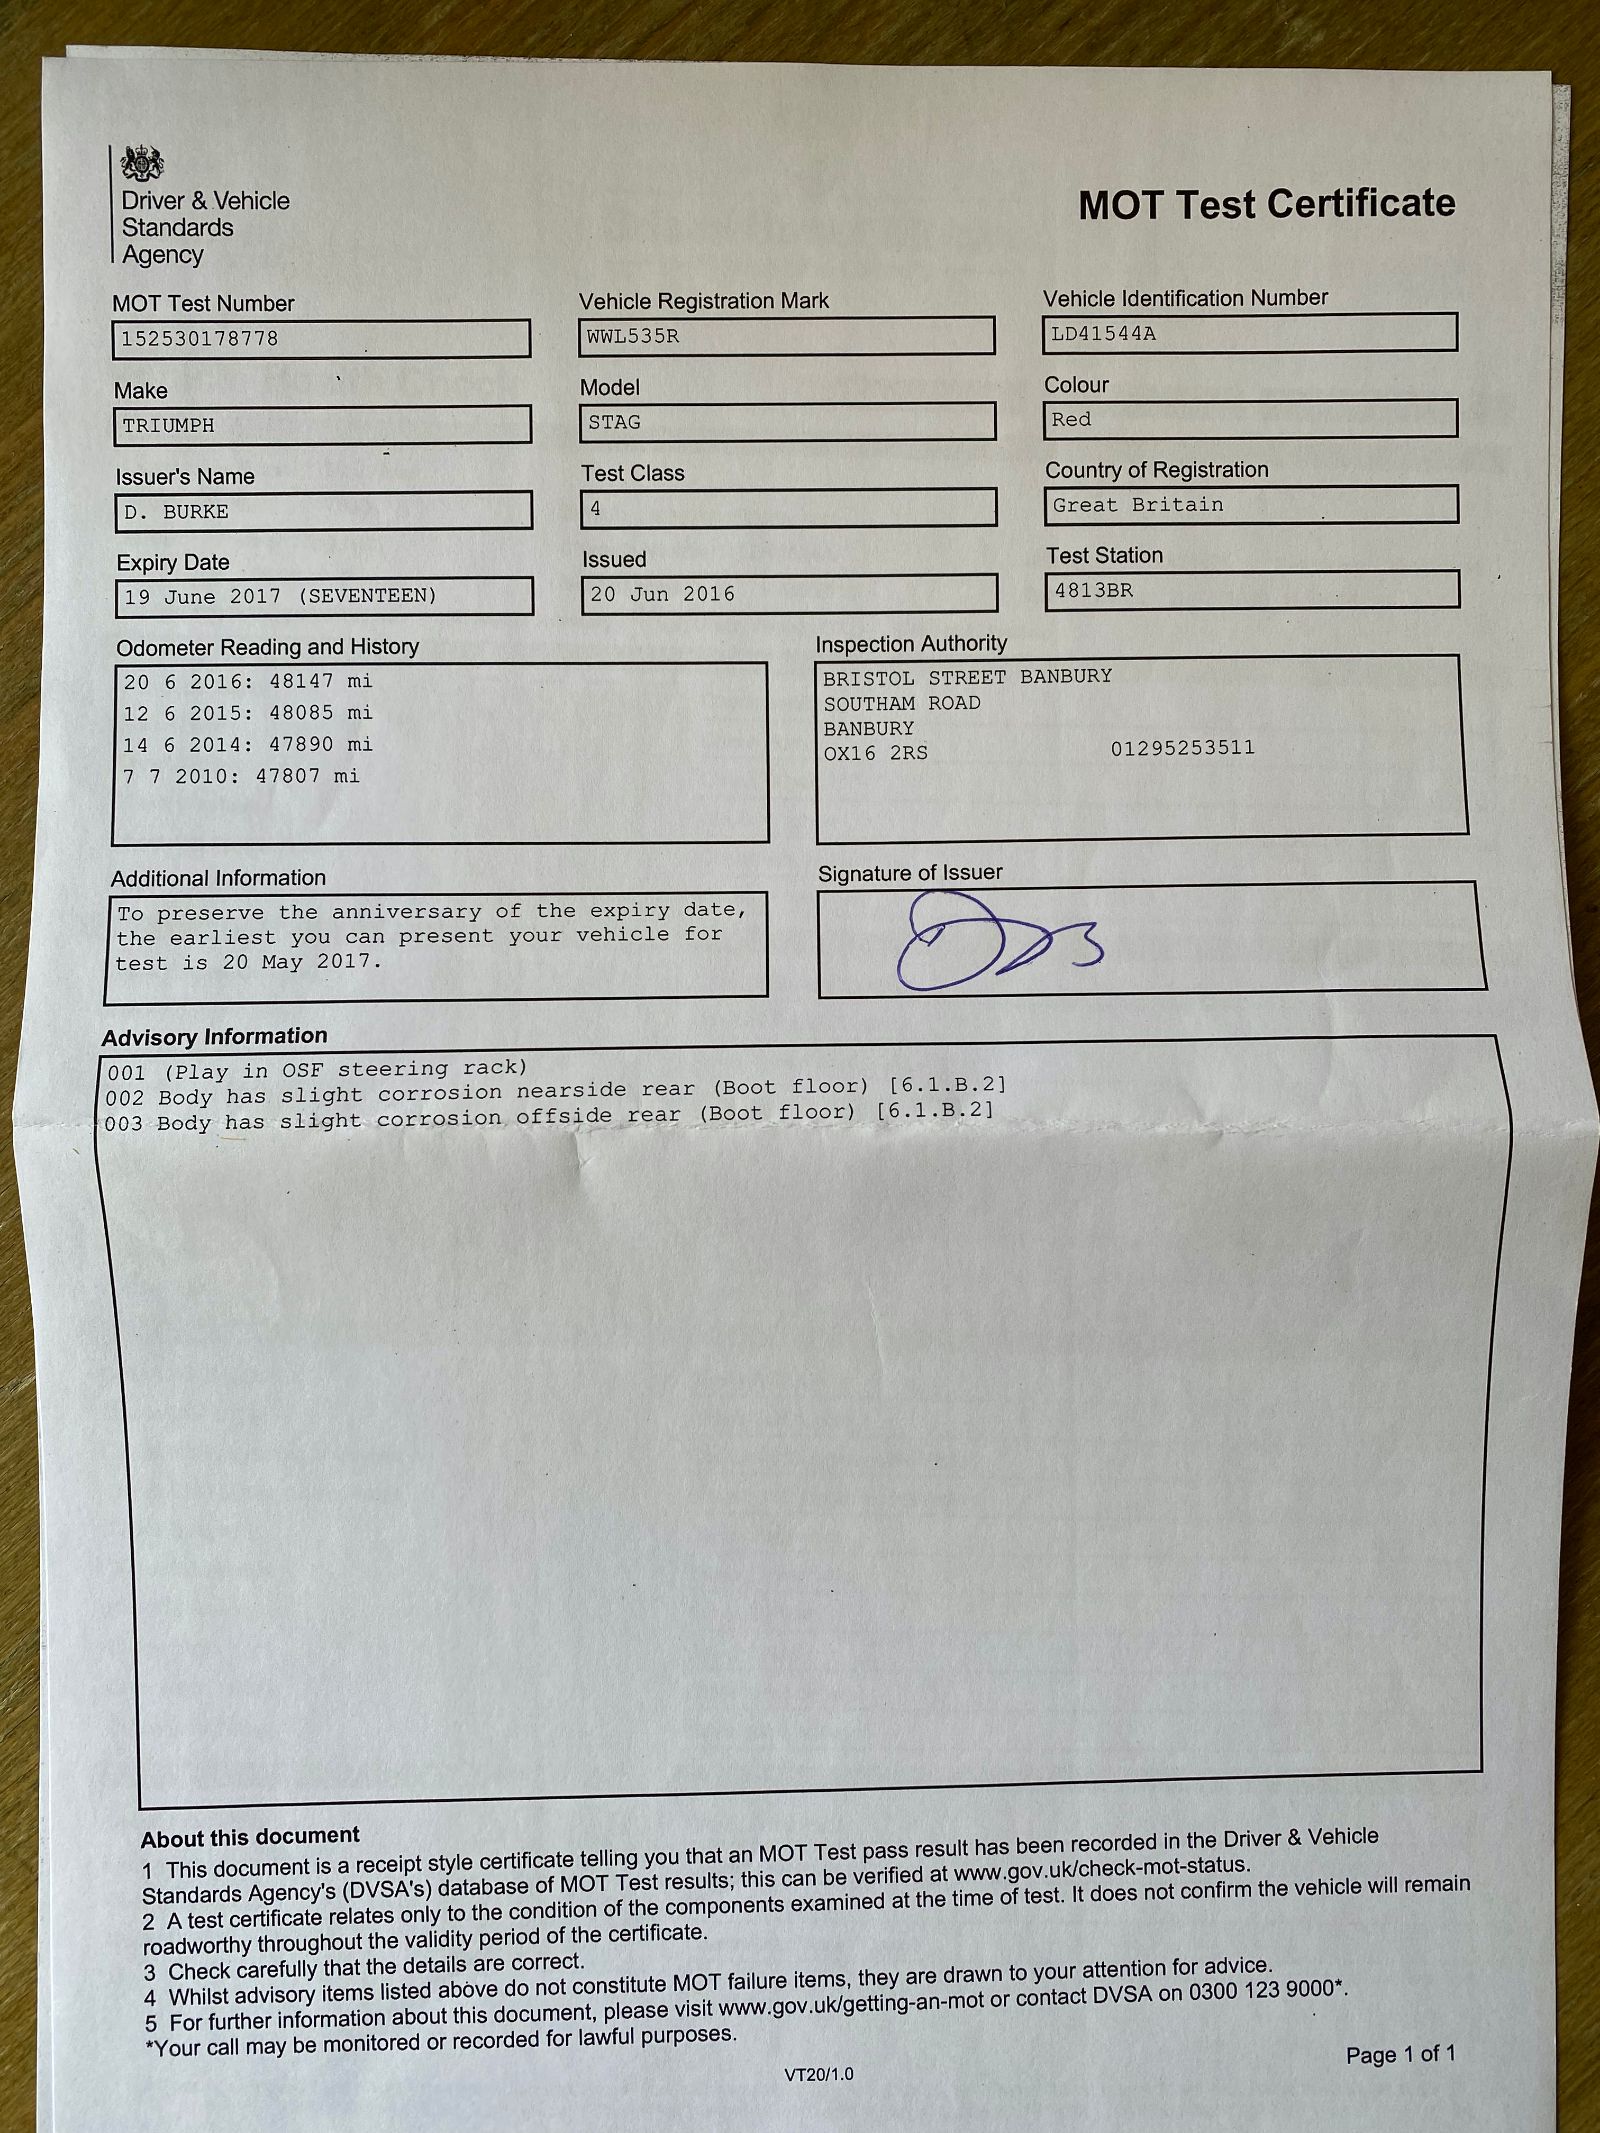 Driver & Vehicle
Standards
Agency
MOT Test Certificate
MOT Test Number
152530178778
Vehicle Registration Mark
WWL535R
Vehicle Identification Number
LD41544A
Make
TRIUMPH
Model
STAG
Colour
Red
Issuer's Name
D. BURKE
Test Class
4
Country of Registration
Great Britain
Expiry Date
19 June 2017 (SEVENTEEN)
Issued
20 Jun 2016
Test Station
4813BR
Odometer Reading and History
20 6 2016: 48147 mi
12 6 2015: 48085 mi
14 6 2014: 47890 mi
7 7 2010: 47807 mi
Inspection Authority
BRISTOL STREET BANBURY
SOUTHAM ROAD
BANBURY
OX16 2RS 01295253511
Additional Information
To preserve the anniversary of the expiry date,
the earliest you can present your vehicle for
test is 20 May 2017.
Signature of Issuer
Advisory Information
001 (Play in OSF steering rack)
002 Body has slight corrosion nearside rear (Boot floor) [6.1.B.2]
003 Body has slight corrosion offside rear (Boot floor) [6.1.B.2]
About this document
1 This document is a receipt style certificate telling you that an MOT Test pass result has been recorded in the Driver & Vehicle
Standards Agency's (DVSA's) database of MOT Test results; this can be verified at www.gov.uk/check-mot-status.
2 A test certificate relates only to the condition of the components examined at the time of test. It does not confirm the vehicle will remain
roadworthy throughout the validity period of the certificate.
3 Check carefully that the details are correct.
4 Whilst advisory items listed above do not constitute MOT failure items, they are drawn to your attention for advice.
5 For further information about this document, please visit www.gov.uk/getting-an-mot or contact DVSA on 0300 123 9000*.
*Your call may be monitored or recorded for lawful purposes.
VT20/1.0
Page 1 of 1